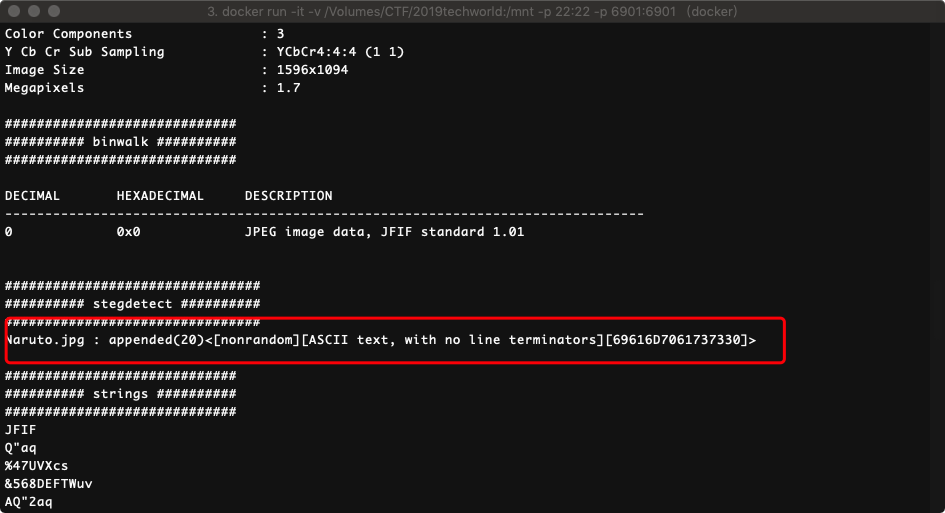 3. docker run -it -v /Volumes/CTF/2019techworld:/mnt -p 22:22 -p 6901:6901 (docker)
Color Components : 3
Y Cb Cr Sub Sampling : YCbCr4:4:4 (1 1)
Image Size : 1596x1094
Megapixels : 1.7
#############################
########## binwalk ##########
#############################
DECIMAL HEXADECIMAL DESCRIPTION
--------------------------------------------------------------------------------
0 0x0 JPEG image data, JFIF standard 1.01
################################
########## stegdetect ##########
################################
Naruto.jpg : appended(20)<[nonrandom][ASCII text, with no line terminators][69616D7061737330]>
#############################
########## strings ##########
#############################
JFIF
Q"aq
%47UVXcs
&568DEFTWuv
AQ"2aq